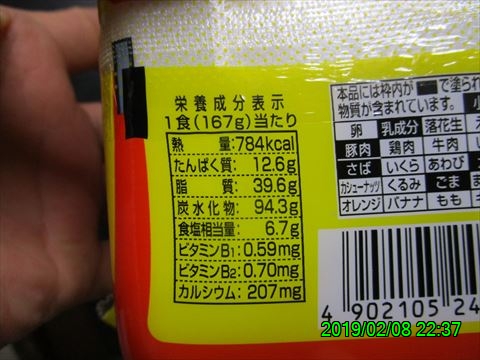 栄養成分表示
1食(167g)当たり
熱量:784kcal
たんぱく質: 12.6g
脂質: 39.6g
炭水化物: 94.3g
食塩相当量: 6.7g
ビタミンB1: 0.59mg
ビタミンB2: 0.70mg
カルシウム: 207mg
本品には枠内が で塗られ
物質が含まれています。
卵 乳成分 落花生
豚肉 鶏肉 牛肉
さば いくら あわび
カシューナッツ くるみ ごま
オレンジ バナナ もも
4 902105 24
2019/02/08 22:37